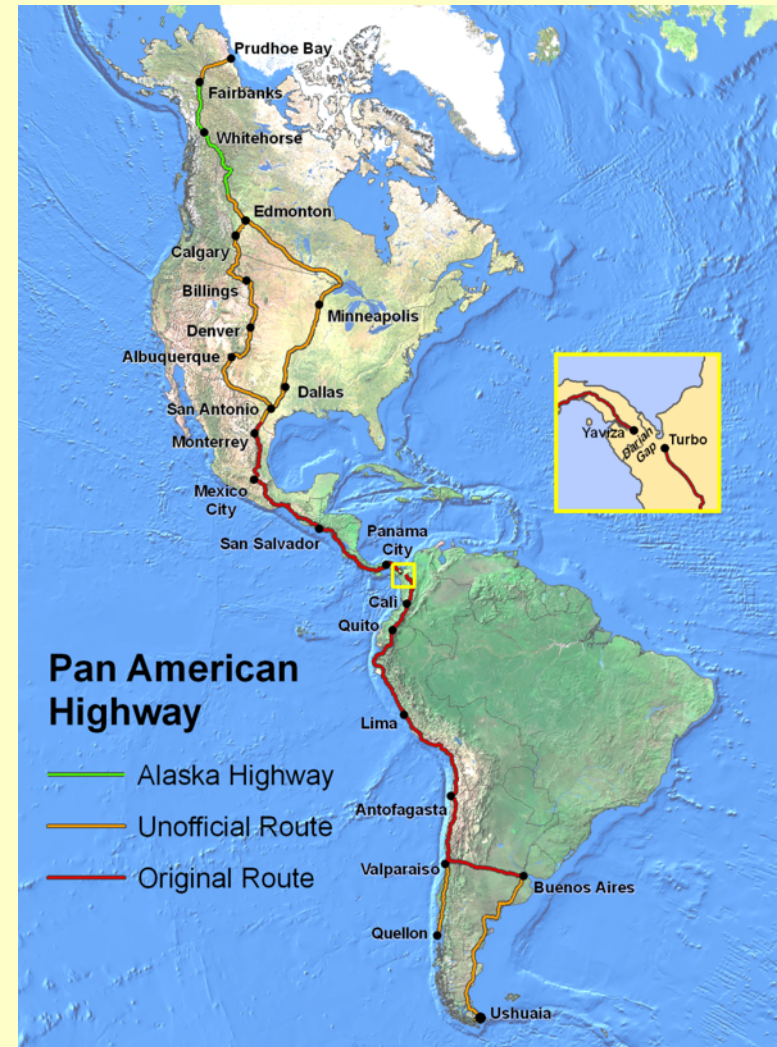 Prudhoe Bay
Fairbanks
Whitehorse
Edmonton
Calgary
Billings
Minneapolis
Denver
Albuquerque
Dallas
San Antonio
Monterrey
Mexico
City
San Salvador
Panama
City
Yaviza
Darian
Gap
Turbo
Cali
Quito
Pan American
Highway
Lima
Alaska Highway
Antofagasta
Unofficial Route
Original Route
Valparaiso
Buenos Aires
Quellon
Ushuaia